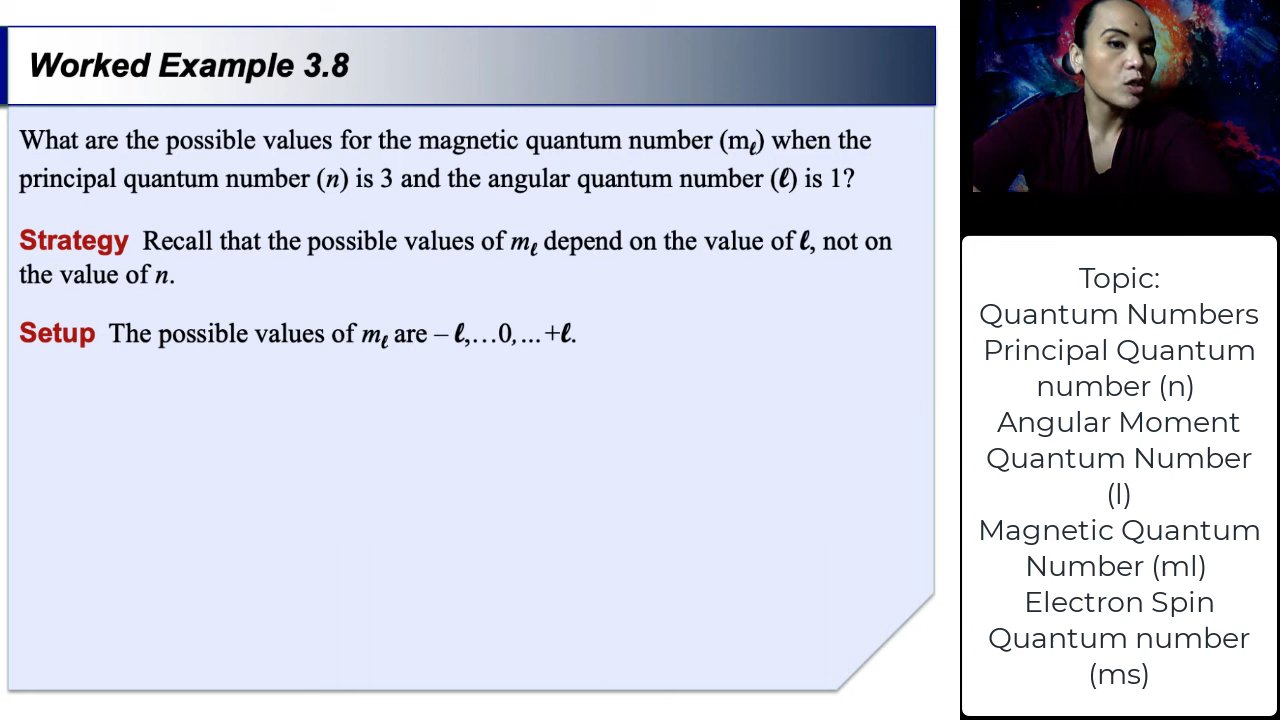 Worked Example 3.8
What are the possible values for the magnetic quantum number (mℓ) when the
principal quantum number (n) is 3 and the angular quantum number (ℓ) is 1?
Strategy Recall that the possible values of mℓ depend on the value of ℓ, not on
the value of n.
Setup The possible values of mℓ are – ℓ,…0, ... +ℓ.
Topic:
Quantum Numbers
Principal Quantum
number (n)
Angular Moment
Quantum Number
(l)
Magnetic Quantum
Number (ml)
Electron Spin
Quantum number
(ms)